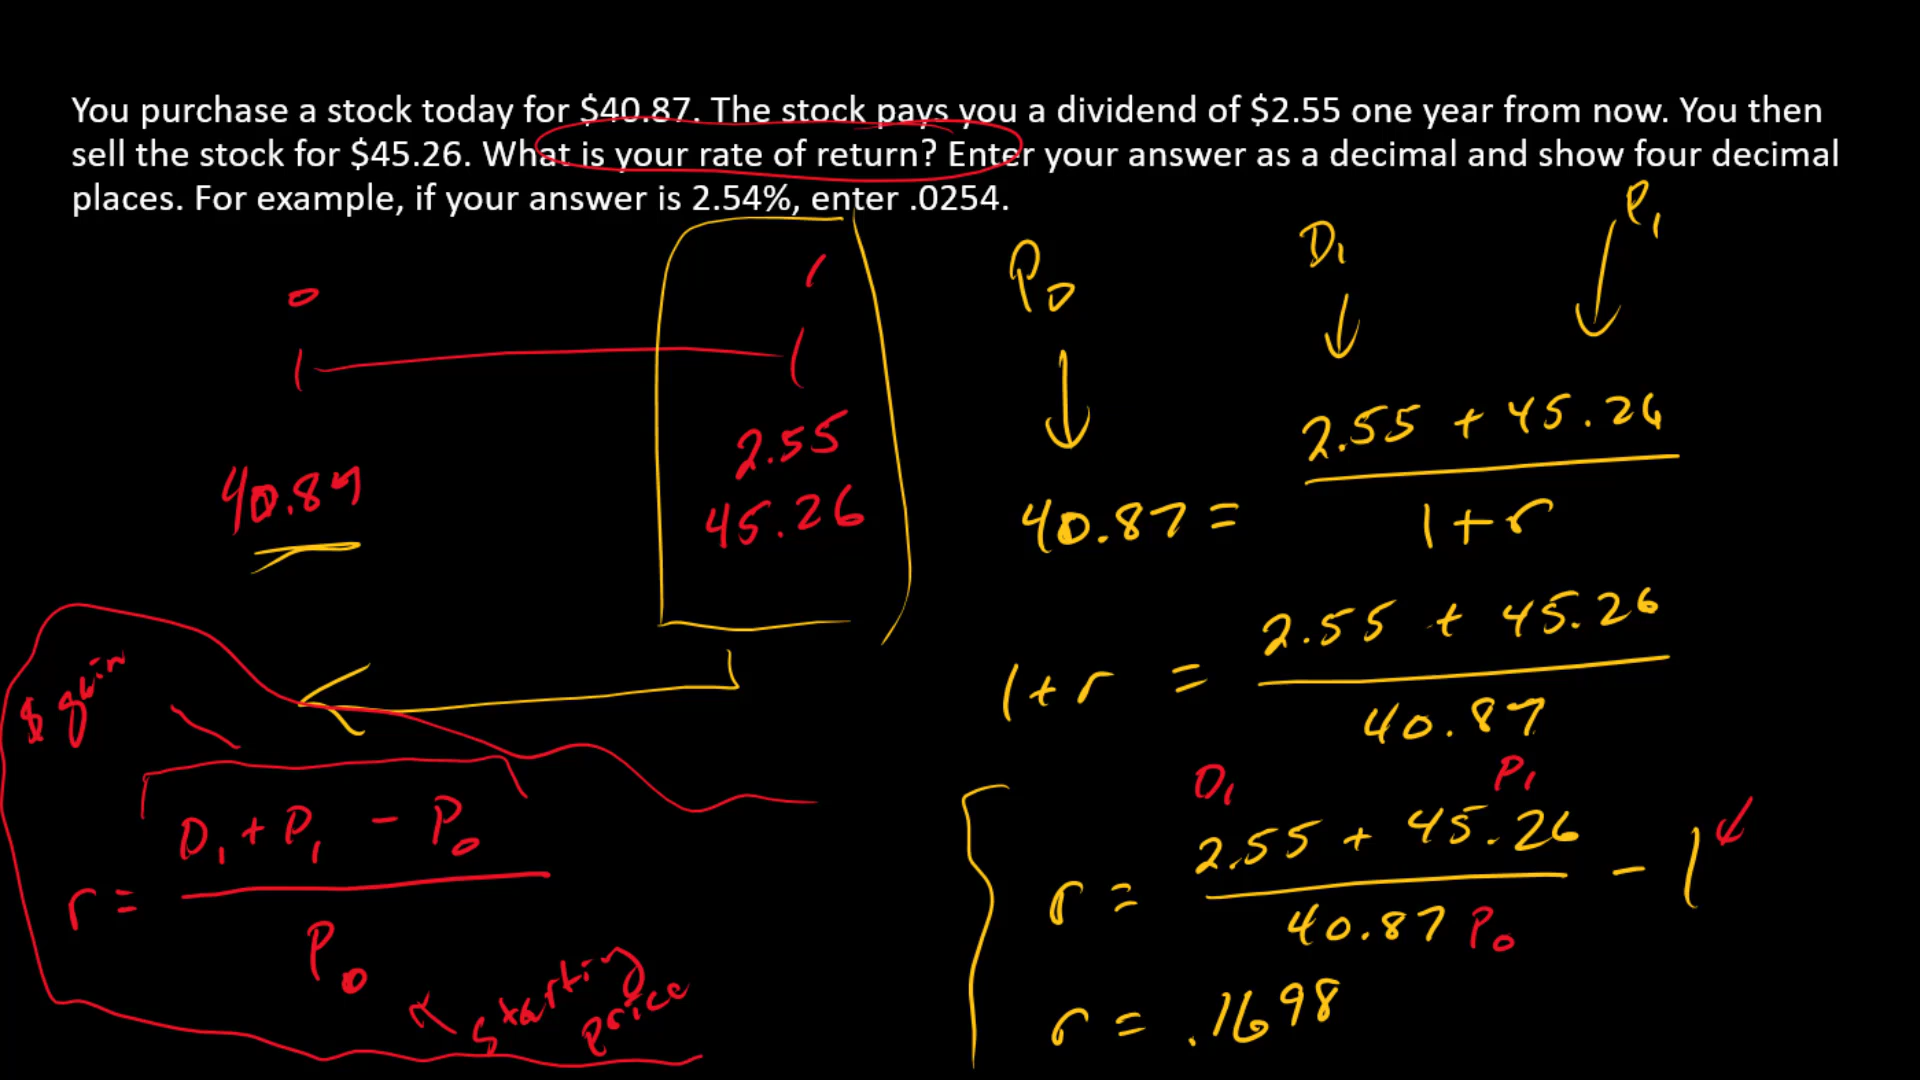 You purchase a stock today for $40.87. The stock pays you a dividend of $2.55 one year from now. You then
sell the stock for $45.26. What is your rate of return? Enter your answer as a decimal and show four decimal
places. For example, if your answer is 2.54%, enter .0254.
0 1
40.87
2.55
45.26
P0 D1 P1
40.87 = 2.55 + 45.26
1 + r
1 + r = 2.55 + 45.26
40.87
D1 P1
r = 2.55 + 45.26 - 1
40.87 P0
r = .1698
$ gain
r = D1 + P1 - P0
P0
starting
price